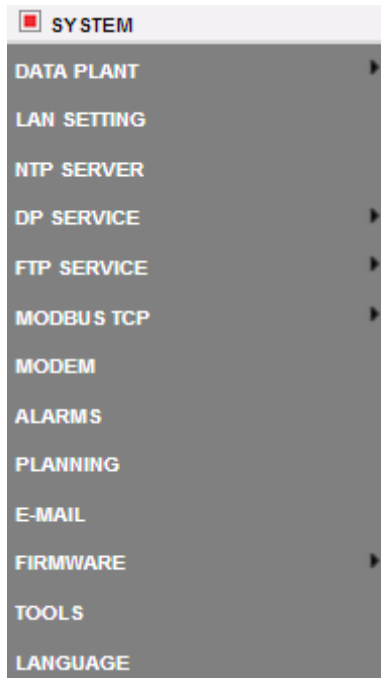 SYSTEM
DATA PLANT
LAN SETTING
NTP SERVER
DP SERVICE
FTP SERVICE
MODBUS TCP
MODEM
ALARMS
PLANNING
E-MAIL
FIRMWARE
TOOLS
LANGUAGE